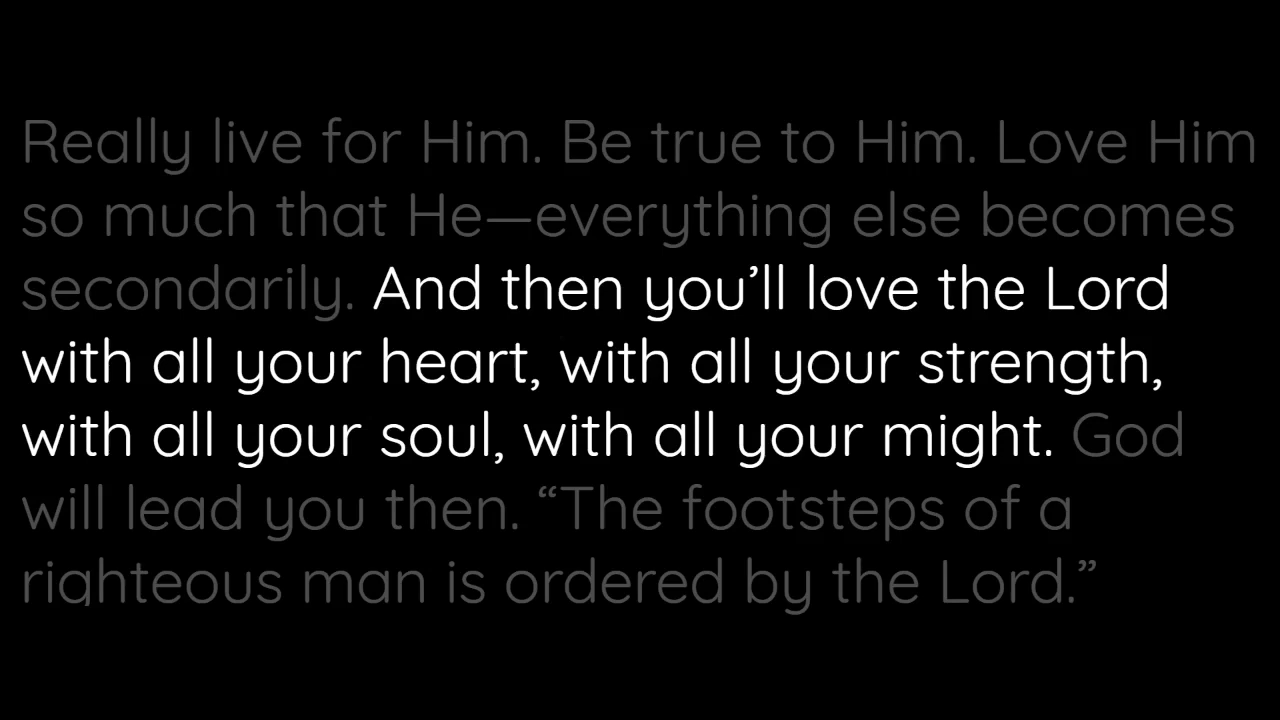 Really live for Him. Be true to Him. Love Him
so much that He—everything else becomes
secondarily. And then you’ll love the Lord
with all your heart, with all your strength,
with all your soul, with all your might. God
will lead you then. “The footsteps of a
righteous man is ordered by the Lord.”